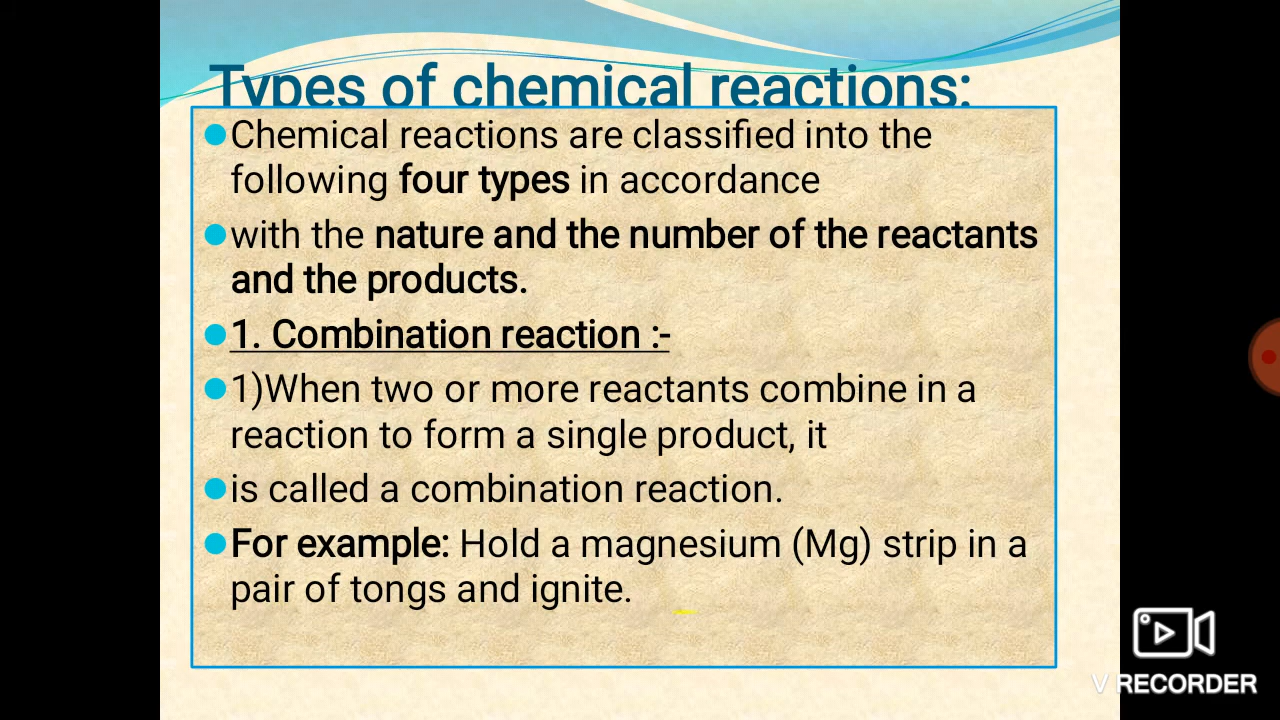 Types of chemical reactions:
Chemical reactions are classified into the
following four types in accordance
with the nature and the number of the reactants
and the products.
1. Combination reaction :-
1)When two or more reactants combine in a
reaction to form a single product, it
is called a combination reaction.
For example: Hold a magnesium (Mg) strip in a
pair of tongs and ignite.
V RECORDER